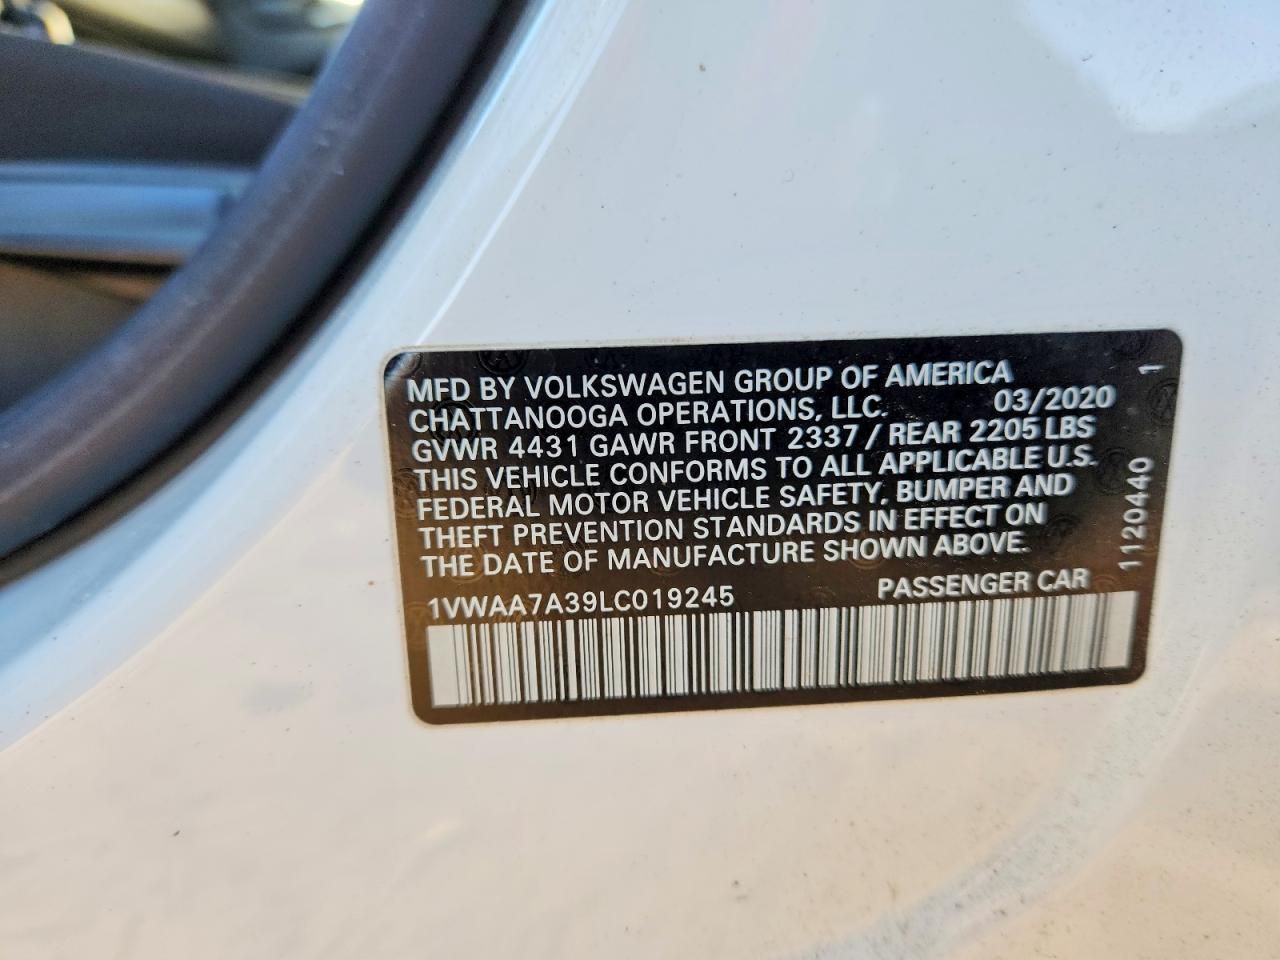 MFD BY VOLKSWAGEN GROUP OF AMERICA
CHATTANOOGA OPERATIONS, LLC. 03/2020
GVWR 4431 GAWR FRONT 2337 / REAR 2205 LBS
THIS VEHICLE CONFORMS TO ALL APPLICABLE U.S.
FEDERAL MOTOR VEHICLE SAFETY, BUMPER AND
THEFT PREVENTION STANDARDS IN EFFECT ON
THE DATE OF MANUFACTURE SHOWN ABOVE.
1VWAA7A39LC019245 PASSENGER CAR
1120440 1